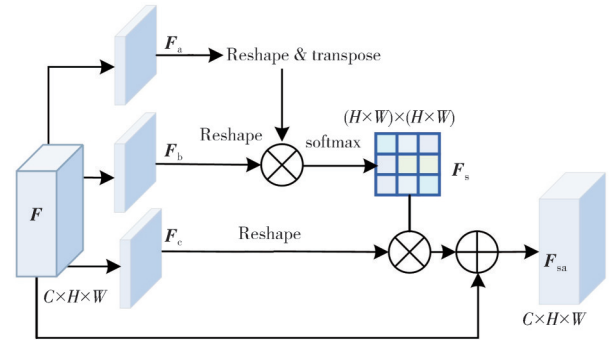 F_a
Reshape & transpose
(H×W)×(H×W)
Reshape
softmax
F_b
F_s
F
F_c
Reshape
F_sa
C×H×W
C×H×W